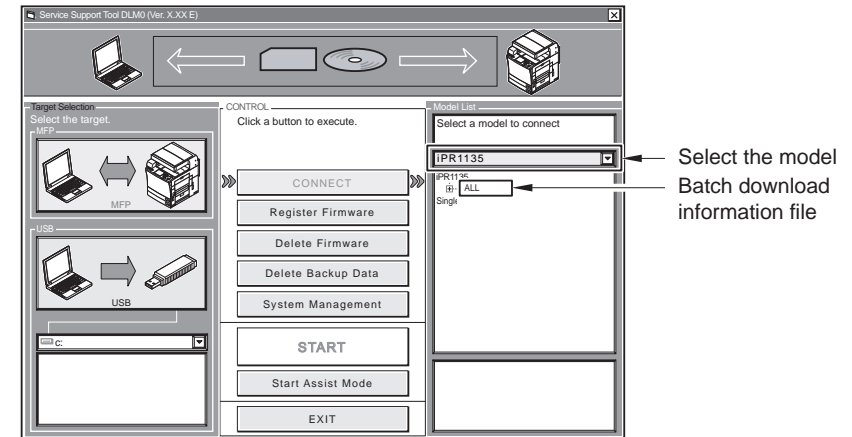 Service Support Tool DLM0 (Ver. X.XX E)
Target Selection
Select the target.
MFP
MFP
USB
USB
c:
CONTROL
Click a button to execute.
CONNECT
Register Firmware
Delete Firmware
Delete Backup Data
System Management
START
Start Assist Mode
EXIT
Model List
Select a model to connect
iPR1135
iPR1135
ALL
Single
Select the model
Batch download
information file